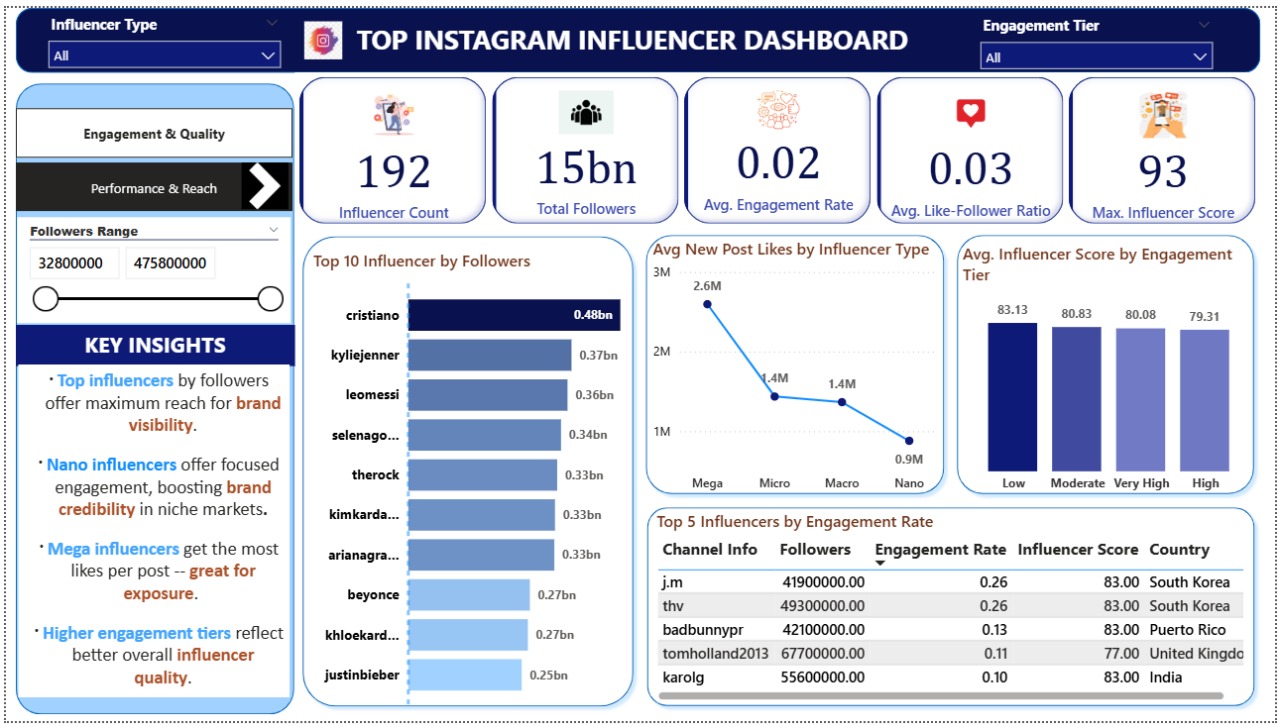 Influencer Type
All
TOP INSTAGRAM INFLUENCER DASHBOARD
Engagement Tier
All
Engagement & Quality
Performance & Reach
Followers Range
32800000 475800000
KEY INSIGHTS
· Top influencers by followers
offer maximum reach for brand
visibility.
· Nano influencers offer focused
engagement, boosting brand
credibility in niche markets.
· Mega influencers get the most
likes per post -- great for
exposure.
· Higher engagement tiers reflect
better overall influencer
quality.
192
Influencer Count
15bn
Total Followers
0.02
Avg. Engagement Rate
0.03
Avg. Like-Follower Ratio
93
Max. Influencer Score
Top 10 Influencer by Followers
cristiano 0.48bn
kyliejenner 0.37bn
leomessi 0.36bn
selenago... 0.34bn
therock 0.33bn
kimkarda... 0.33bn
arianagra... 0.33bn
beyonce 0.27bn
khloekard... 0.27bn
justinbieber 0.25bn
Avg New Post Likes by Influencer Type
3M
2M
1M
2.6M
1.4M
1.4M
0.9M
Mega Micro Macro Nano
Avg. Influencer Score by Engagement
Tier
83.13 80.83 80.08 79.31
Low Moderate Very High High
Top 5 Influencers by Engagement Rate
Channel Info Followers Engagement Rate Influencer Score Country
j.m 41900000.00 0.26 83.00 South Korea
thv 49300000.00 0.26 83.00 South Korea
badbunnypr 42100000.00 0.13 83.00 Puerto Rico
tomholland2013 67700000.00 0.11 77.00 United Kingdo
karolg 55600000.00 0.10 83.00 India